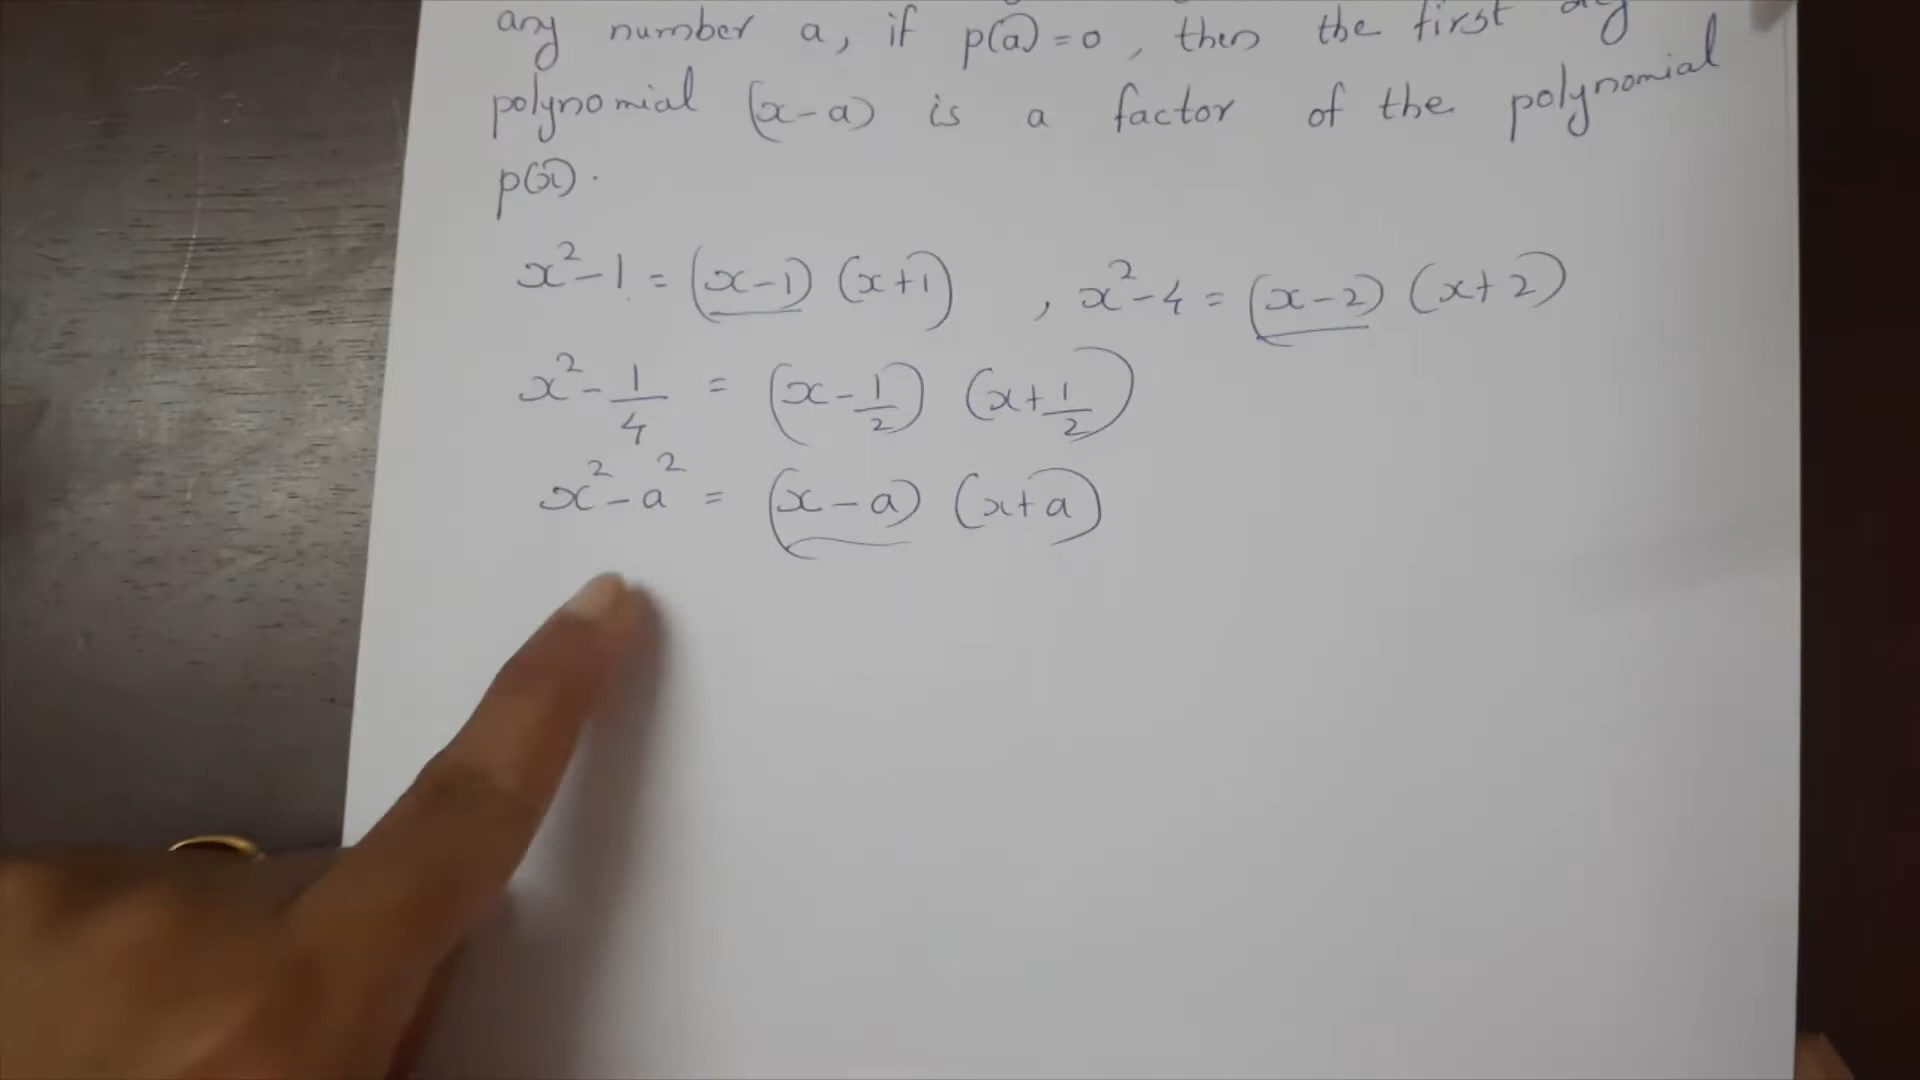 any number a, if p(a) = 0, then the first deg
polynomial (x-a) is a factor of the polynomial
p(x).
x²-1 = (x-1) (x+1) , x²-4 = (x-2) (x+2)
x²-1/4 = (x-1/2) (x+1/2)
x²-a² = (x-a) (x+a)